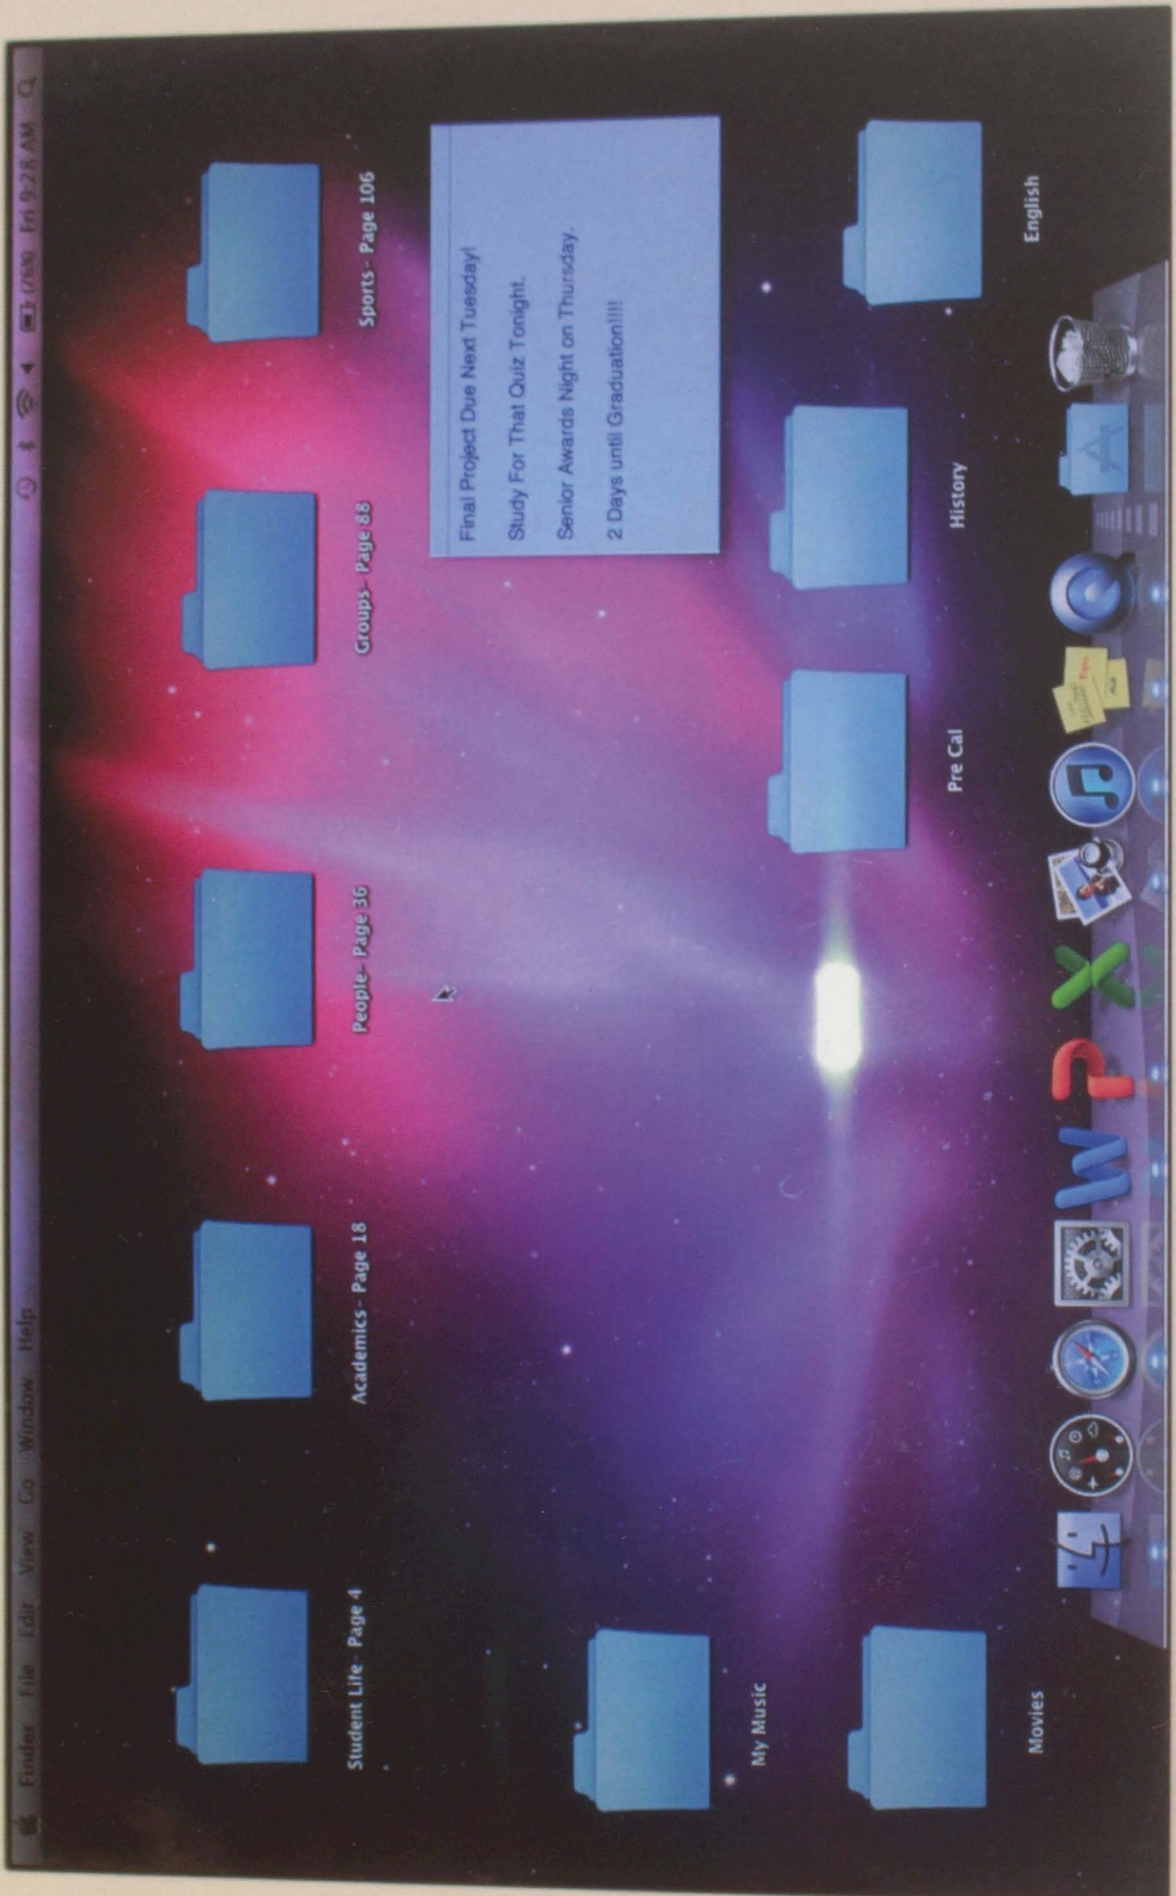 Finder File Edit View Go Window Help
(26%) Fri 9:28 AM
Student Life- Page 4
Academics- Page 18
People- Page 36
Groups- Page 88
Sports- Page 106
Final Project Due Next Tuesday!
Study For That Quiz Tonight.
Senior Awards Night on Thursday.
2 Days until Graduation!!!!
My Music
Pre Cal
History
Movies
English